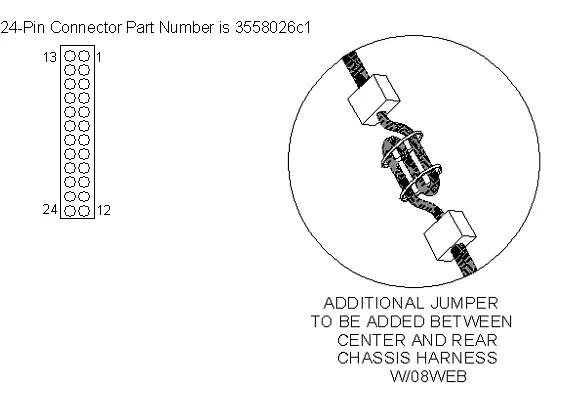 24-Pin Connector Part Number is 3558026c1
13 1
24 12
ADDITIONAL JUMPER
TO BE ADDED BETWEEN
CENTER AND REAR
CHASSIS HARNESS
W/08WEB